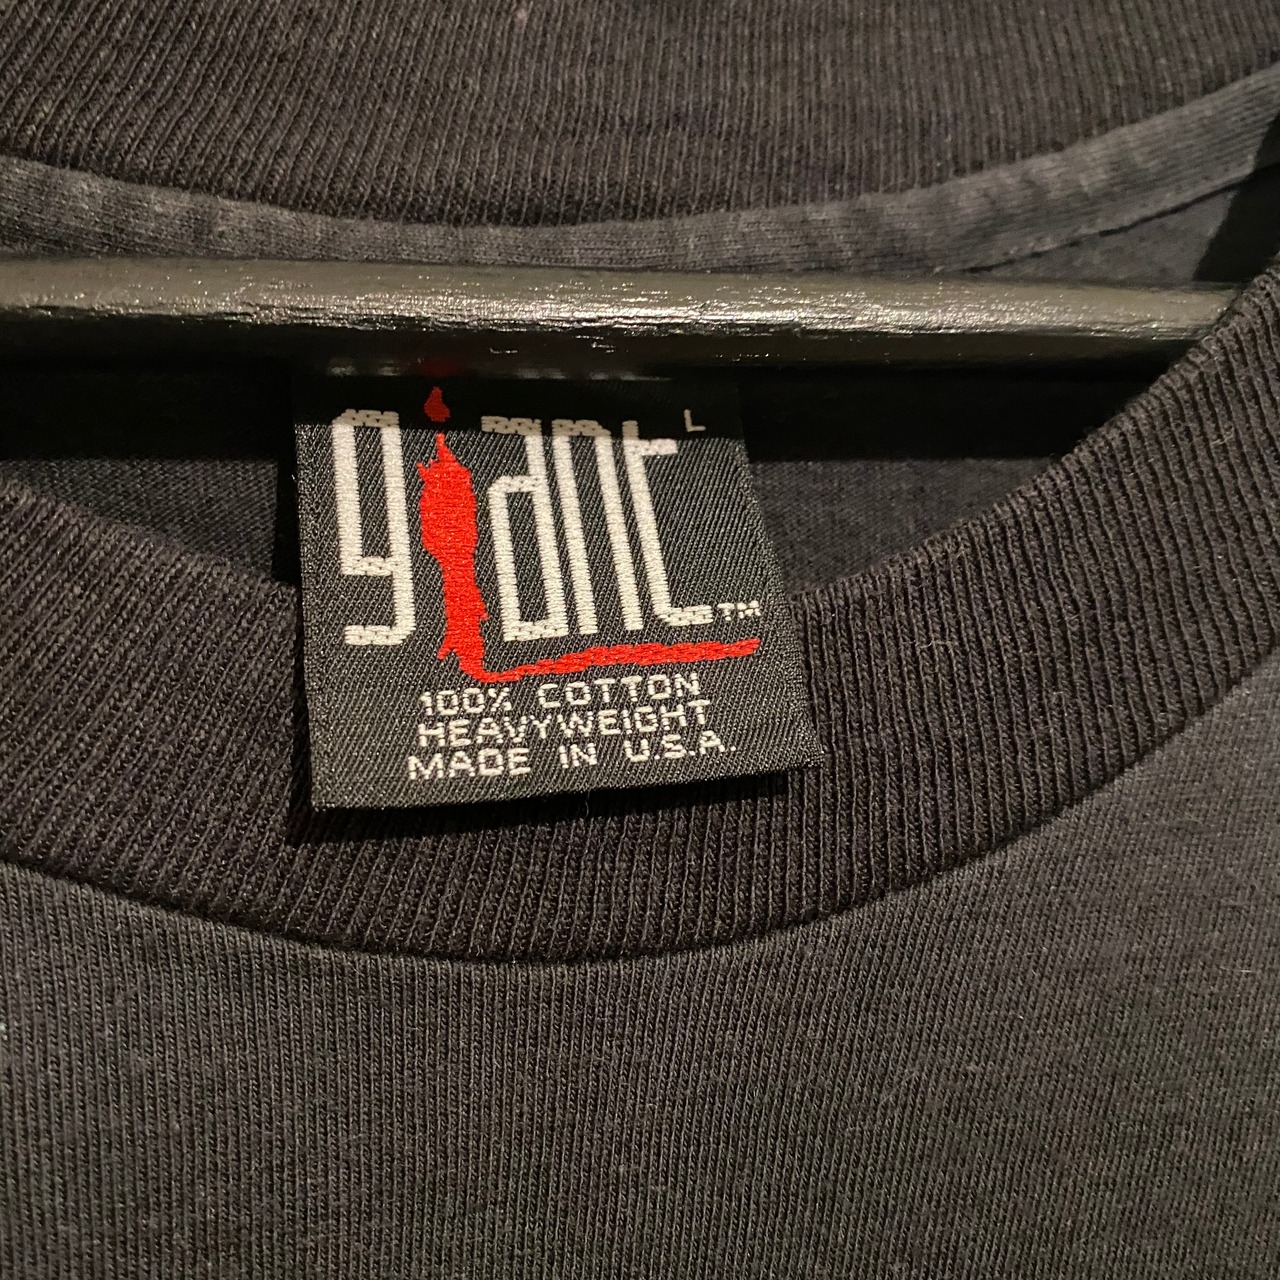 giant L
™
100% COTTON
HEAVYWEIGHT
MADE IN U.S.A.